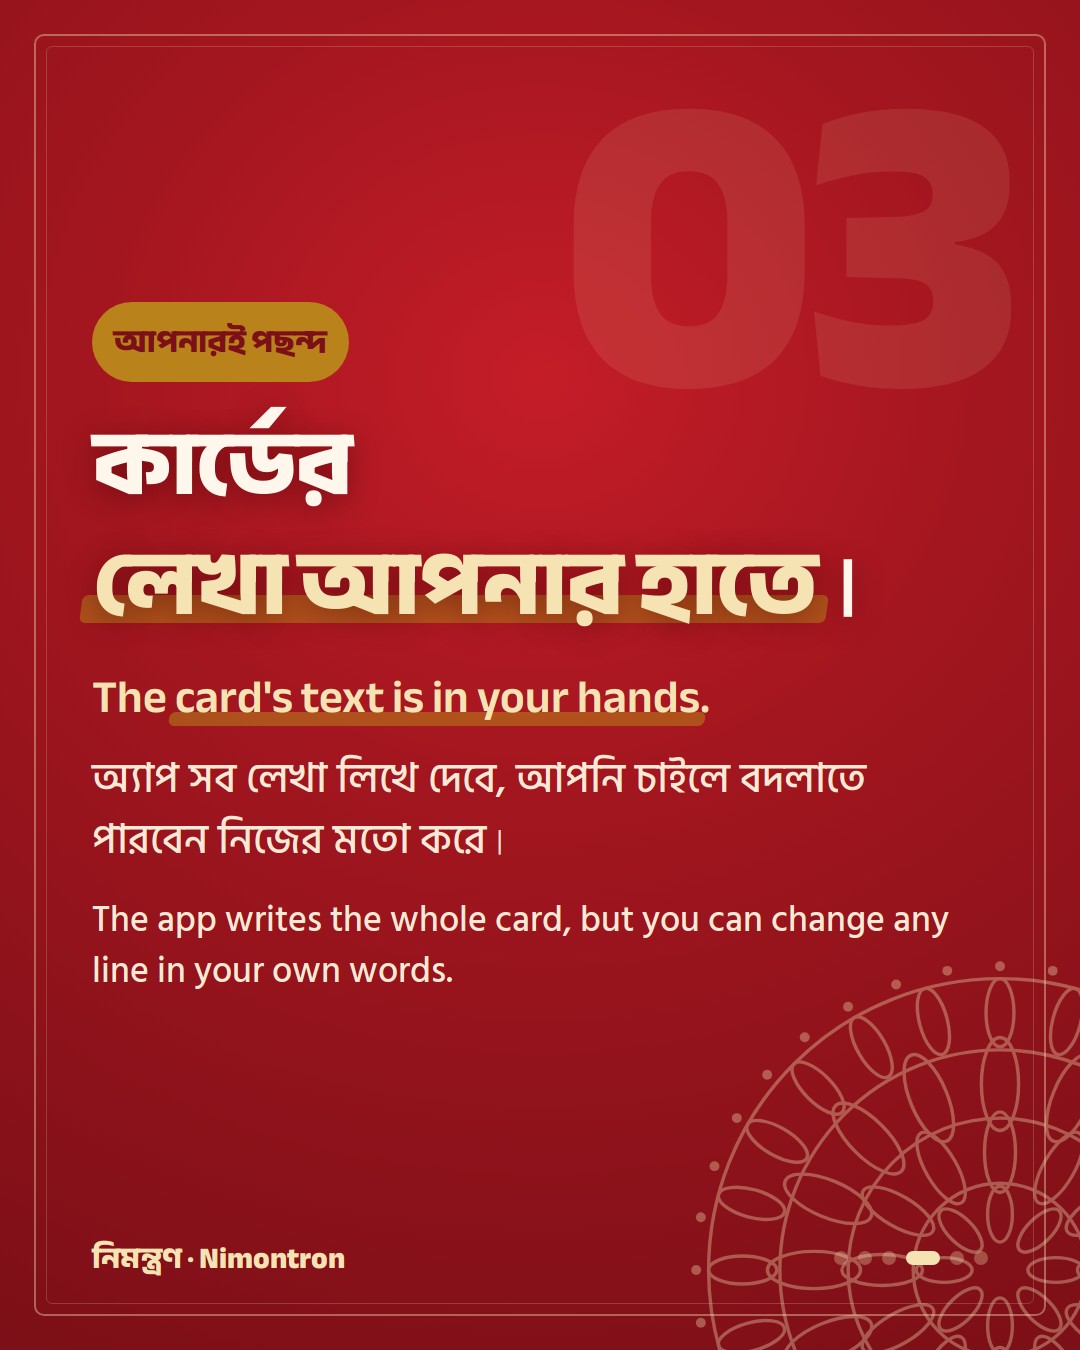 03
আপনারই পছন্দ
কার্ডের
লেখা আপনার হাতে।
The card's text is in your hands.
অ্যাপ সব লেখা লিখে দেবে, আপনি চাইলে বদলাতে
পারবেন নিজের মতো করে।
The app writes the whole card, but you can change any
line in your own words.
নিমন্ত্রণ · Nimontron